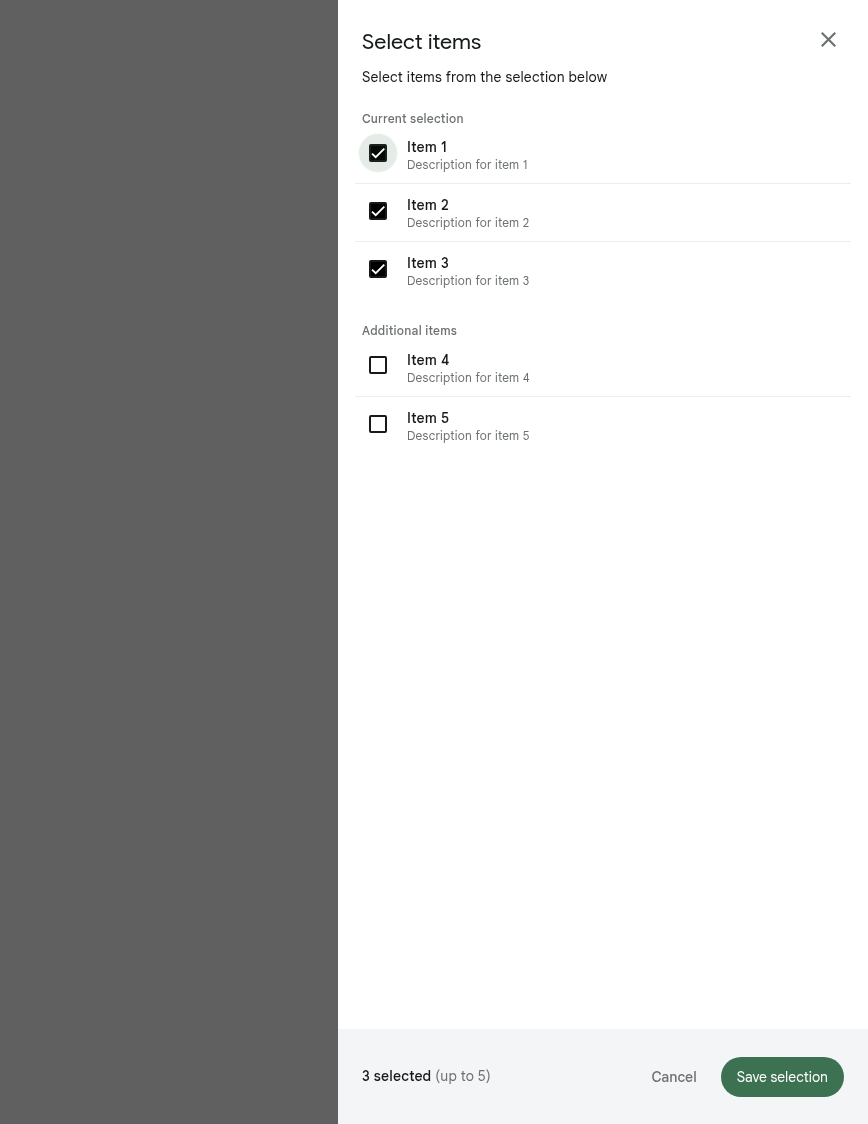 Select items
Select items from the selection below
Current selection
Item 1
Description for item 1
Item 2
Description for item 2
Item 3
Description for item 3
Additional items
Item 4
Description for item 4
Item 5
Description for item 5
3 selected (up to 5)
Cancel
Save selection